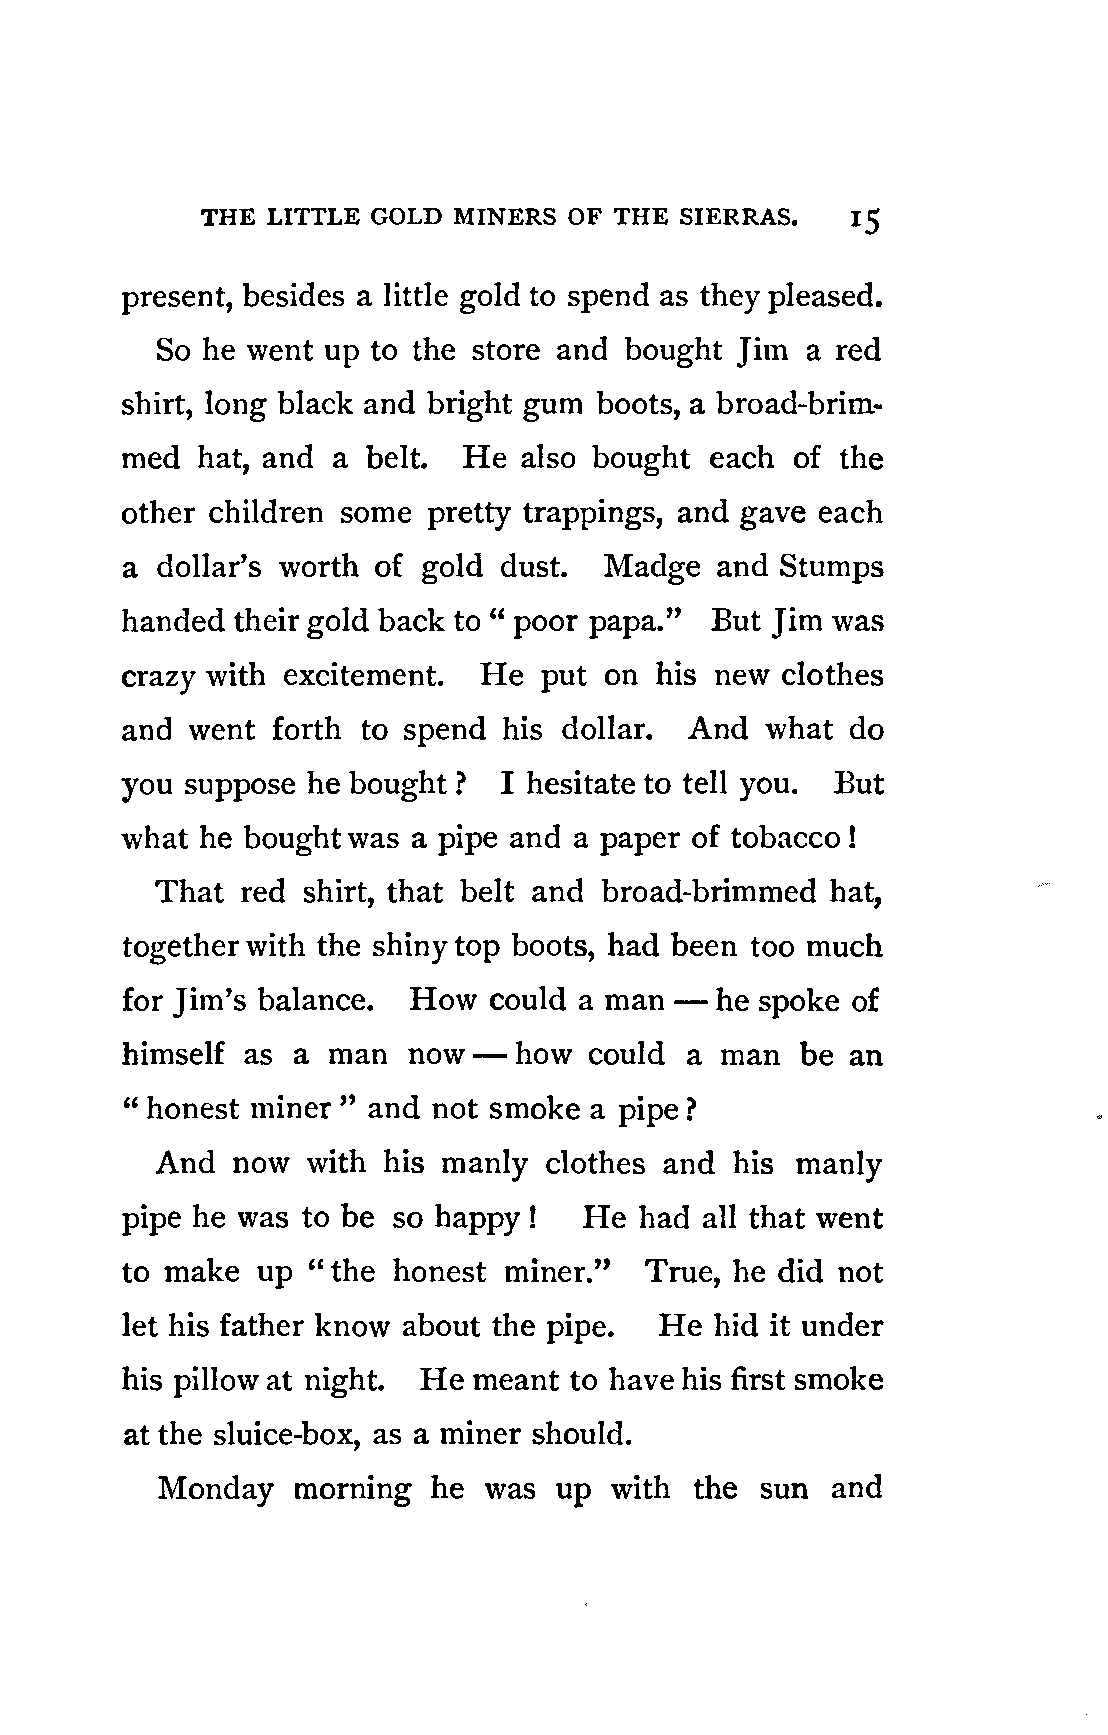 THE LITTLE GOLD MINERS OF THE SIERRAS. 15
present, besides a little gold to spend as they pleased.
So he went up to the store and bought Jim a red
shirt, long black and bright gum boots, a broad-brim-
med hat, and a belt. He also bought each of the
other children some pretty trappings, and gave each
a dollar's worth of gold dust. Madge and Stumps
handed their gold back to " poor papa." But Jim was
crazy with excitement. He put on his new clothes
and went forth to spend his dollar. And what do
you suppose he bought ? I hesitate to tell you. But
what he bought was a pipe and a paper of tobacco !
That red shirt, that belt and broad-brimmed hat,
together with the shiny top boots, had been too much
for Jim's balance. How could a man — he spoke of
himself as a man now — how could a man be an
" honest miner " and not smoke a pipe ?
And now with his manly clothes and his manly
pipe he was to be so happy ! He had all that went
to make up " the honest miner." True, he did not
let his father know about the pipe. He hid it under
his pillow at night. He meant to have his first smoke
at the sluice-box, as a miner should.
Monday morning he was up with the sun and